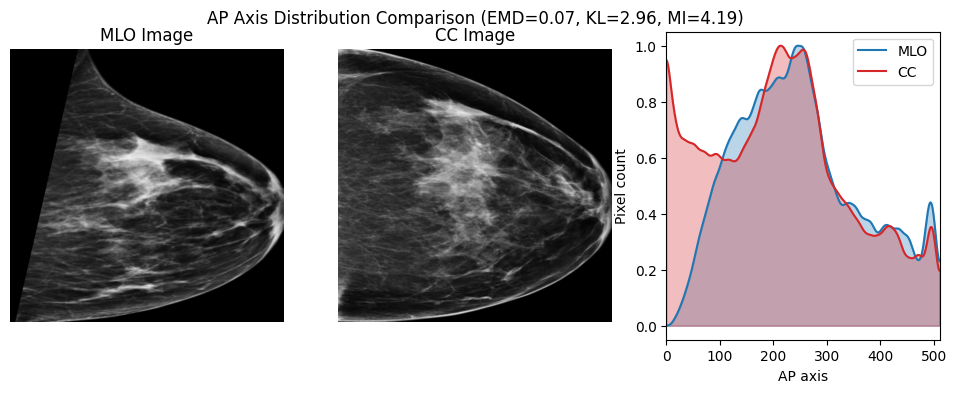 AP Axis Distribution Comparison (EMD=0.07, KL=2.96, MI=4.19)
MLO Image
CC Image
MLO
CC
Pixel count
1.0
0.8
0.6
0.4
0.2
0.0
0 100 200 300 400 500
AP axis